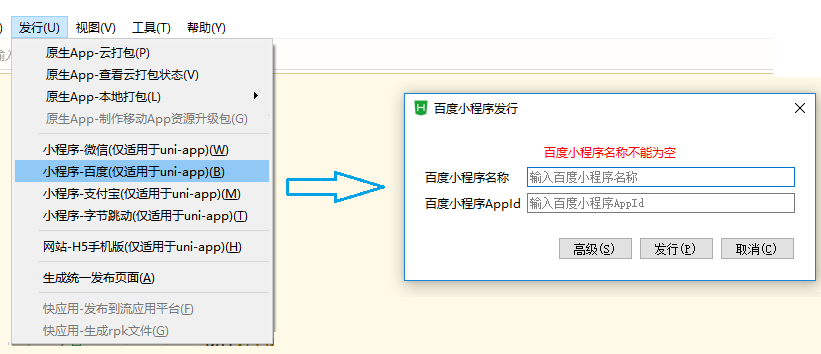 发行(U) 视图(V) 工具(T) 帮助(Y)
原生App-云打包(P)
原生App-查看云打包状态(V)
原生App-本地打包(L)
原生App-制作移动App资源升级包(G)
小程序-微信(仅适用于uni-app)(W)
小程序-百度(仅适用于uni-app)(B)
小程序-支付宝(仅适用于uni-app)(M)
小程序-字节跳动(仅适用于uni-app)(T)
网站-H5手机版(仅适用于uni-app)(H)
生成统一发布页面(A)
快应用-发布到流应用平台(F)
快应用-生成rpk文件(G)
百度小程序发行
百度小程序名称不能为空
百度小程序名称 输入百度小程序名称
百度小程序AppId 输入百度小程序AppId
高级(S) 发行(P) 取消(C)